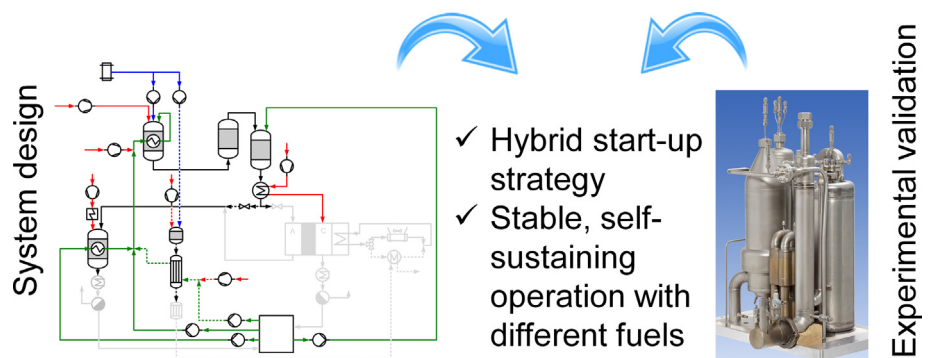 System design
A
C
✓ Hybrid start-up
strategy
✓ Stable, self-
sustaining
operation with
different fuels
Experimental validation